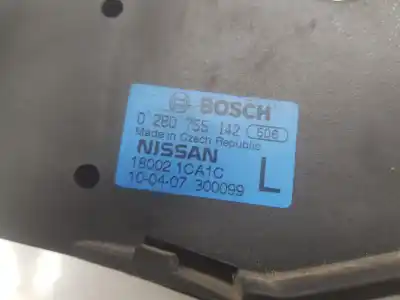 BOSCH
0 280 755 142 506
Made in Czech Republic
NISSAN
18002 1CA1C
10-04-07 300099
L